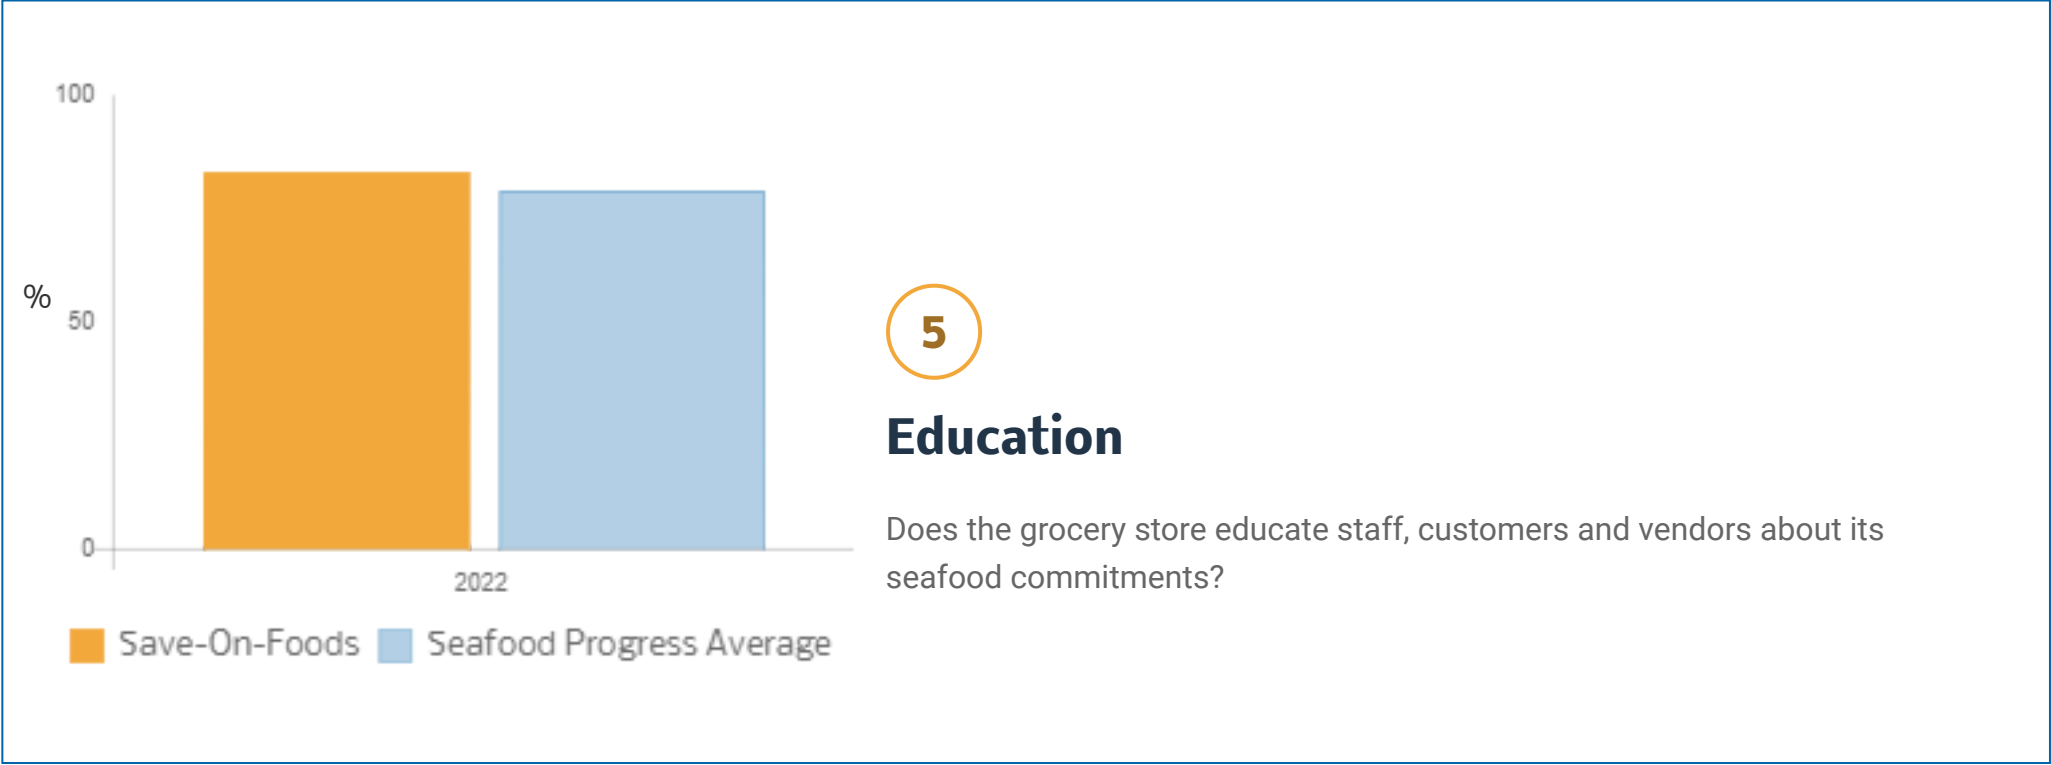 100
%
50
0
2022
Save-On-Foods Seafood Progress Average
5
Education
Does the grocery store educate staff, customers and vendors about its
seafood commitments?